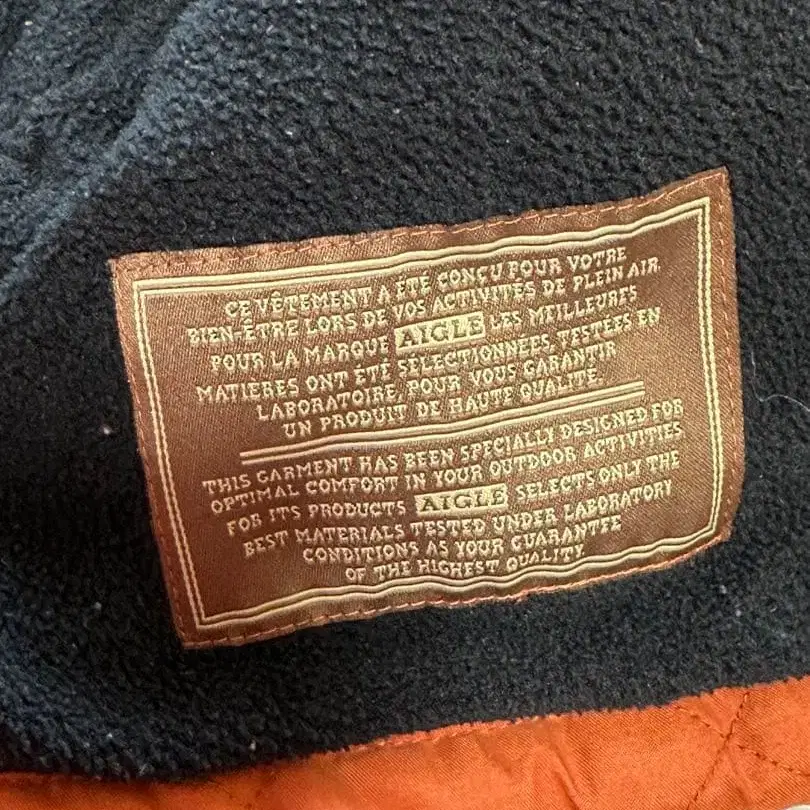 CE VÊTEMENT A ÉTÉ CONÇU POUR VOTRE
BIEN-ÊTRE LORS DE VOS ACTIVITÉS DE PLEIN AIR.
POUR LA MARQUE AIGLE LES MEILLEURES
MATIERES ONT ÉTÉ SÉLECTIONNEES, TESTÉES EN
LABORATOIRE, POUR VOUS GARANTIR
UN PRODUIT DE HAUTE QUALITÉ.
THIS GARMENT HAS BEEN SPECIALLY DESIGNED FOR
OPTIMAL COMFORT IN YOUR OUTDOOR ACTIVITIES
FOR ITS PRODUCTS AIGLE SELECTS ONLY THE
BEST MATERIALS TESTED UNDER LABORATORY
CONDITIONS AS YOUR GUARANTEE
OF THE HIGHEST QUALITY.